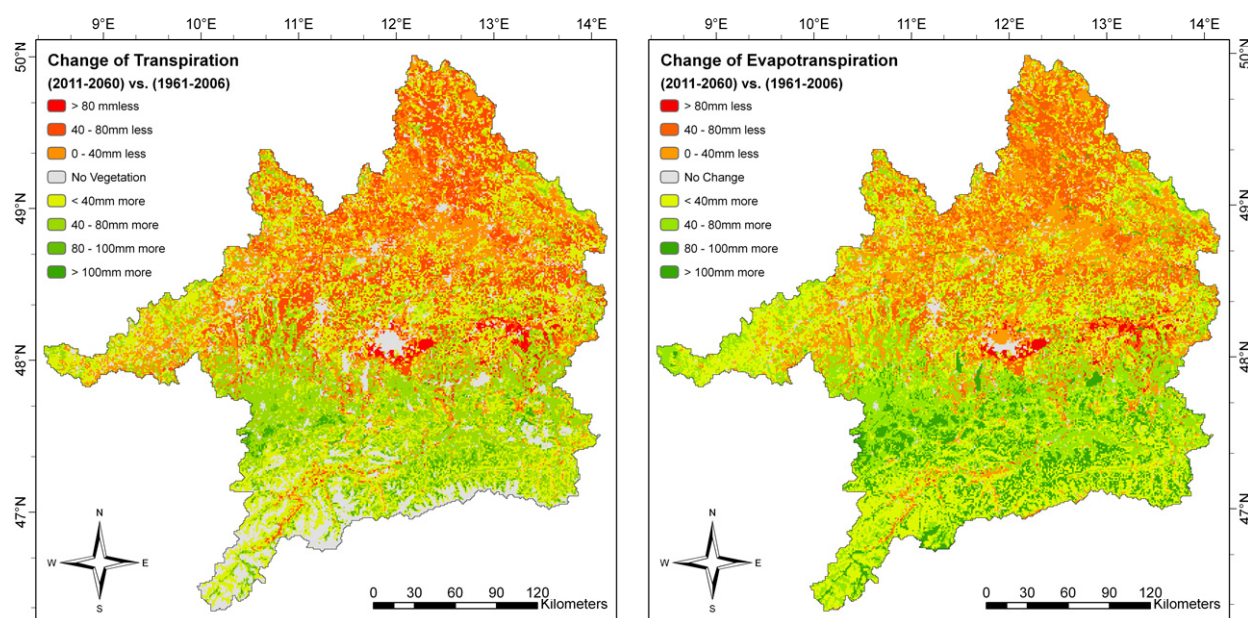 9°E 10°E 11°E 12°E 13°E 14°E
50°N
49°N
48°N
47°N
Change of Transpiration
(2011-2060) vs. (1961-2006)
> 80 mmless
40 - 80mm less
0 - 40mm less
No Vegetation
< 40mm more
40 - 80mm more
80 - 100mm more
> 100mm more
N
W E
S
0 30 60 90 120
Kilometers
9°E 10°E 11°E 12°E 13°E 14°E
Change of Evapotranspiration
(2011-2060) vs. (1961-2006)
> 80mm less
40 - 80mm less
0 - 40mm less
No Change
< 40mm more
40 - 80mm more
80 - 100mm more
> 100mm more
N
W E
S
0 30 60 90 120
Kilometers
50°N
49°N
48°N
47°N